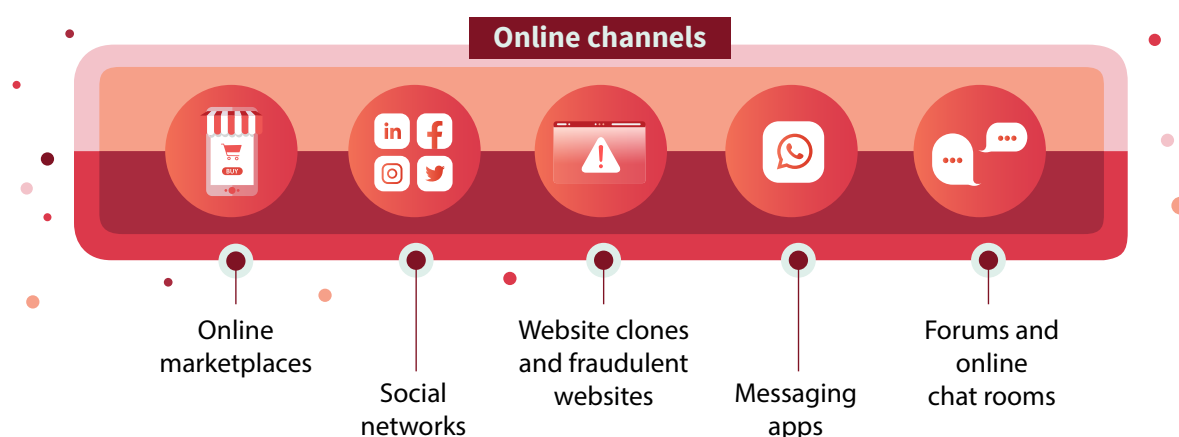 Online channels
in
BUY
Online
marketplaces
Social
networks
Website clones
and fraudulent
websites
Messaging
apps
Forums and
online
chat rooms